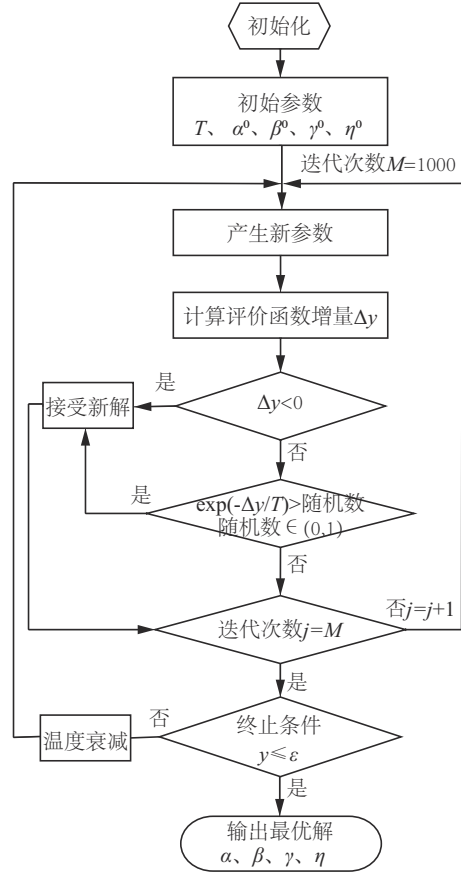 初始化
初始参数
T、α⁰、β⁰、γ⁰、η⁰
迭代次数M=1000
产生新参数
计算评价函数增量Δy
是
接受新解
Δy<0
否
是
exp(-Δy/T)>随机数
随机数∈(0,1)
否
否j=j+1
迭代次数j=M
是
否
终止条件
温度衰减
y≤ε
是
输出最优解
α、β、γ、η